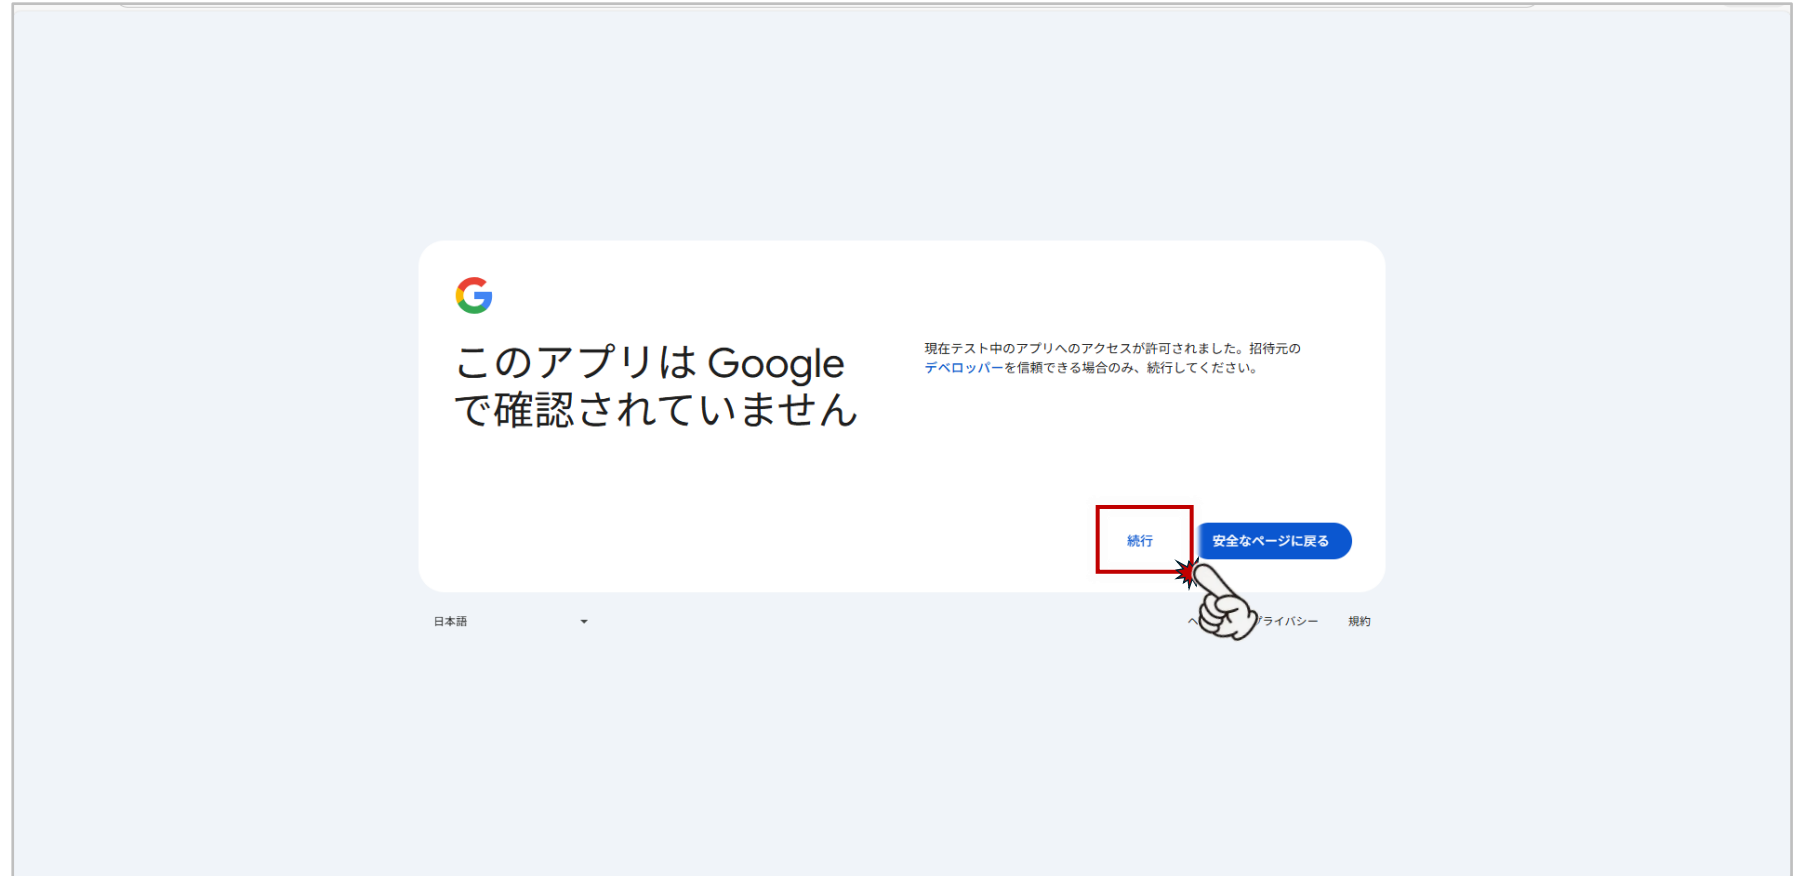 このアプリは Google
で確認されていません
現在テスト中のアプリへのアクセスが許可されました。招待元の
デベロッパーを信頼できる場合のみ、続行してください。
続行
安全なページに戻る
日本語
プライバシー
規約